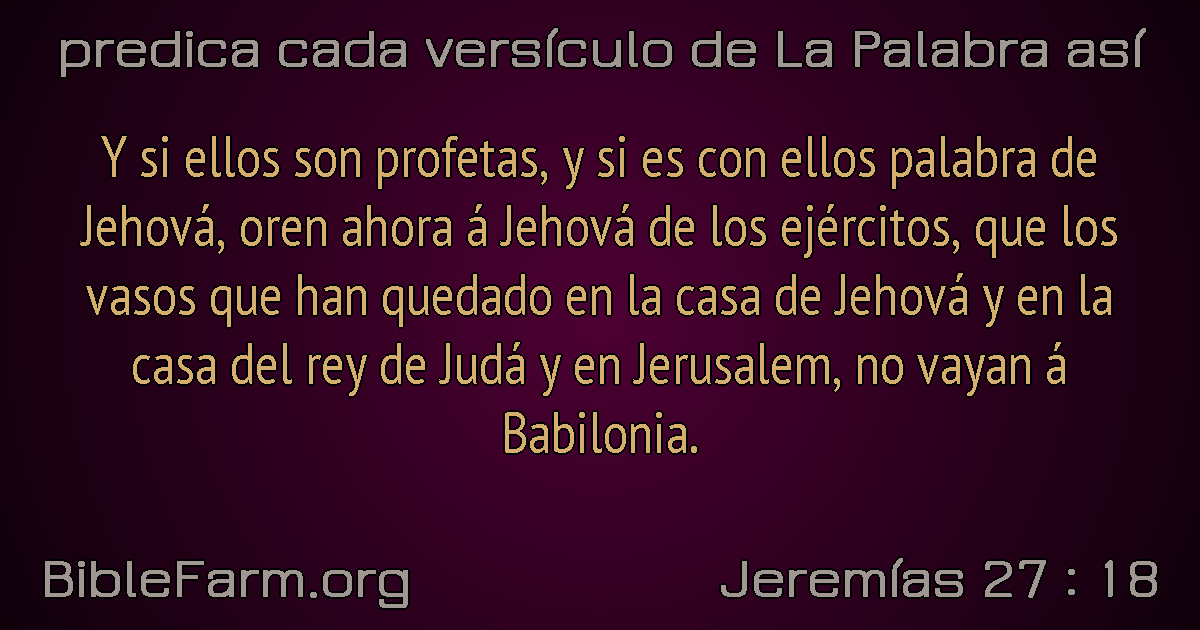 predica cada versículo de La Palabra así
Y si ellos son profetas, y si es con ellos palabra de
Jehová, oren ahora á Jehová de los ejércitos, que los
vasos que han quedado en la casa de Jehová y en la
casa del rey de Judá y en Jerusalem, no vayan á
Babilonia.
BibleFarm.org
Jeremías 27 : 18